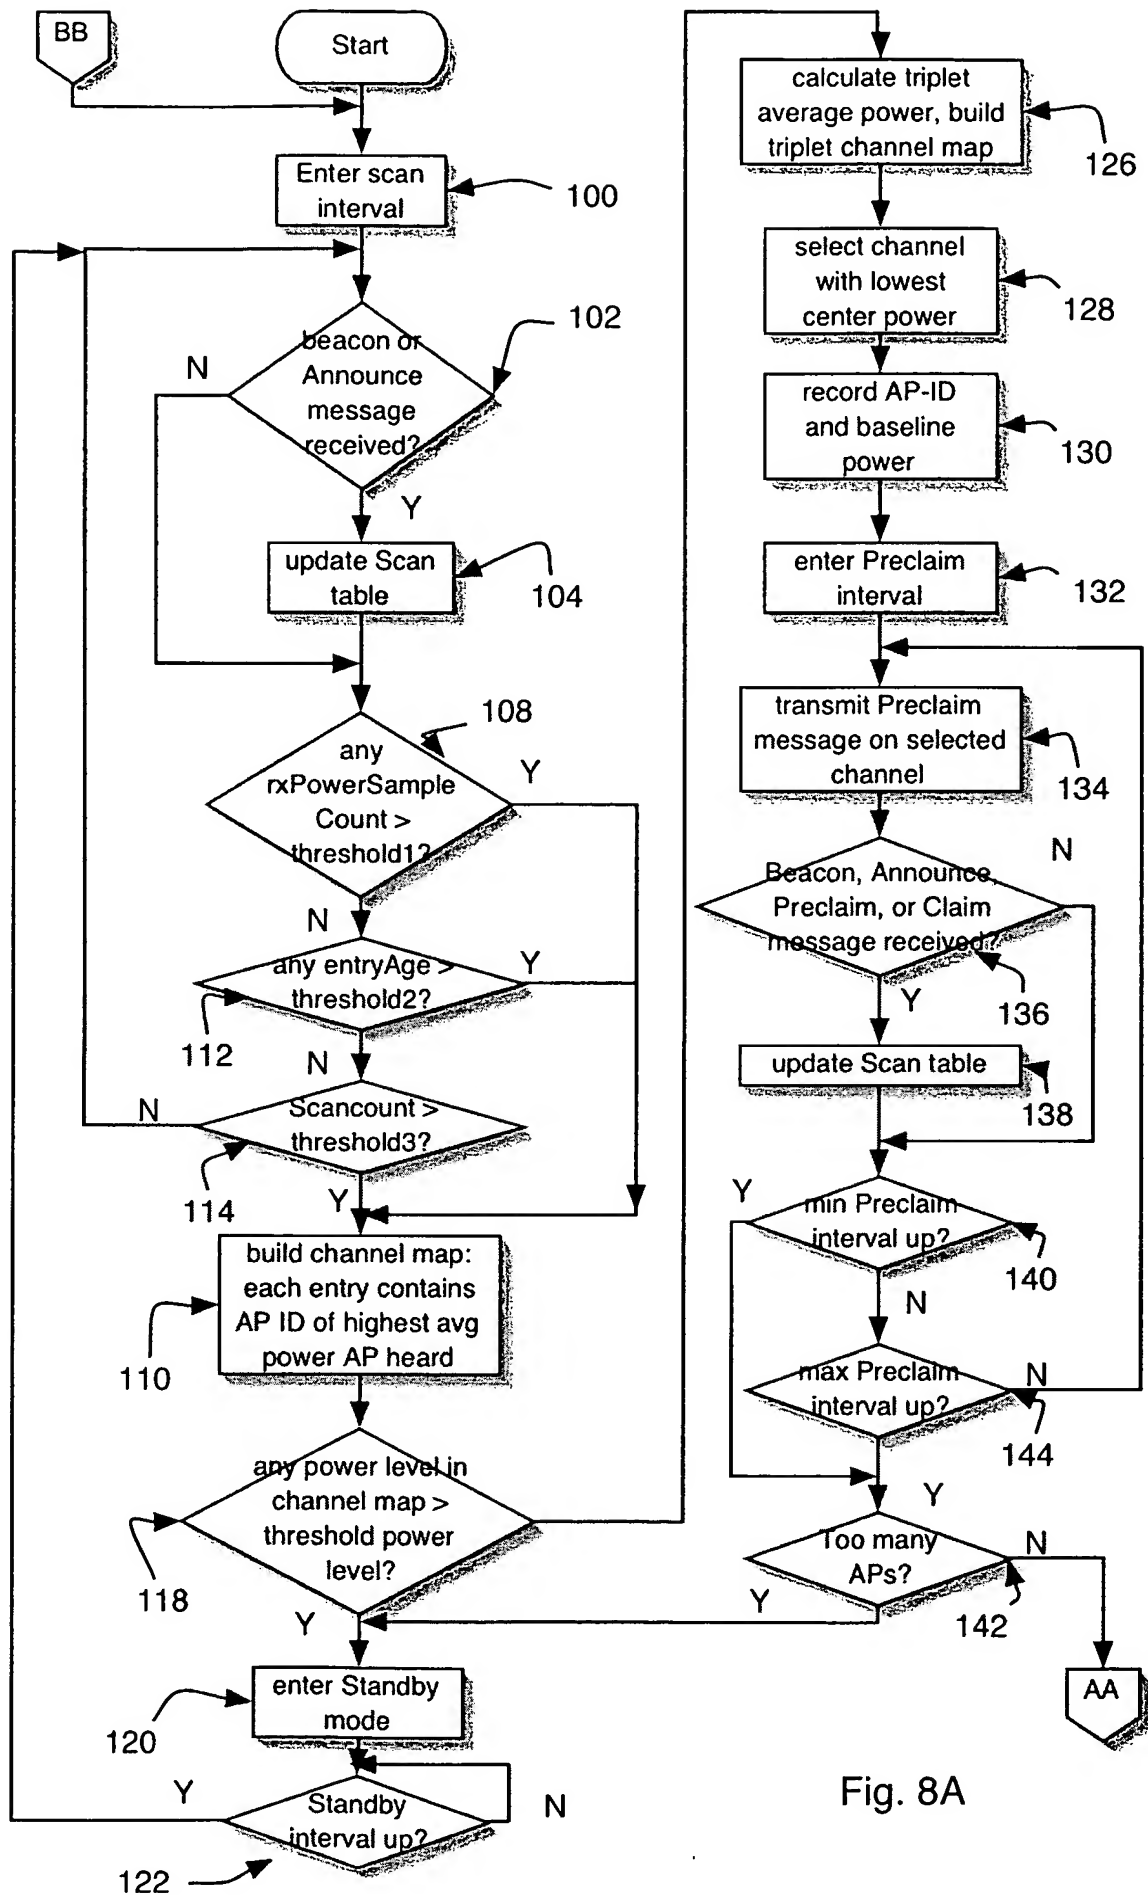 BB
Start
Enter scan
interval
100
beacon or
Announce
message
received?
102
N
Y
update Scan
table
104
any
rxPowerSample
Count >
threshold1?
108
Y
N
any entryAge >
threshold2?
Y
112
N
Scancount >
threshold3?
N
114
Y
build channel map:
each entry contains
AP ID of highest avg
power AP heard
110
any power level in
channel map >
threshold power
level?
118
Y
enter Standby
mode
120
Y
Standby
interval up?
N
122
calculate triplet
average power, build
triplet channel map
126
select channel
with lowest
center power
128
record AP-ID
and baseline
power
130
enter Preclaim
interval
132
transmit Preclaim
message on selected
channel
134
N
Beacon, Announce,
Preclaim, or Claim
message received?
136
Y
update Scan table
138
Y
min Preclaim
interval up?
140
N
max Preclaim
interval up?
N
144
Y
Too many
APs?
N
142
Y
AA
Fig. 8A